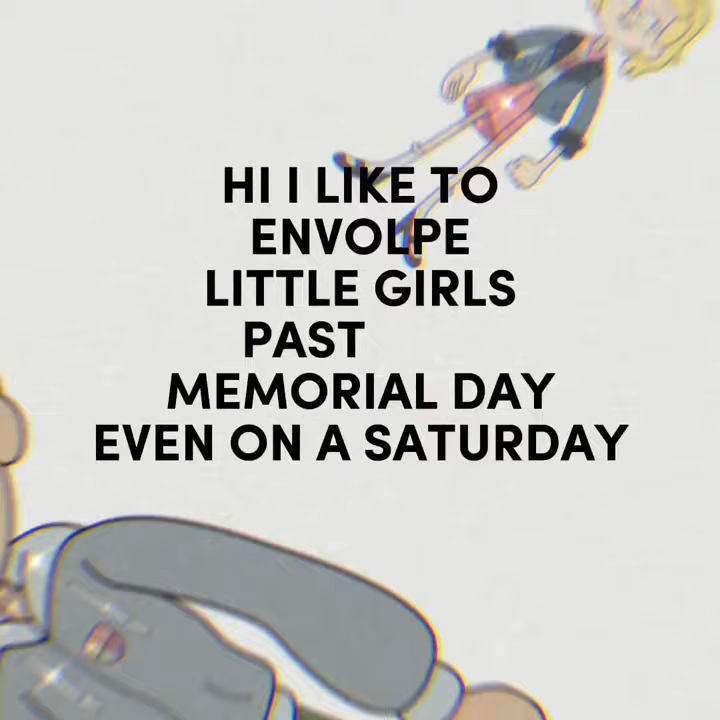 HI I LIKE TO
ENVOLPE
LITTLE GIRLS
PAST
MEMORIAL DAY
EVEN ON A SATURDAY